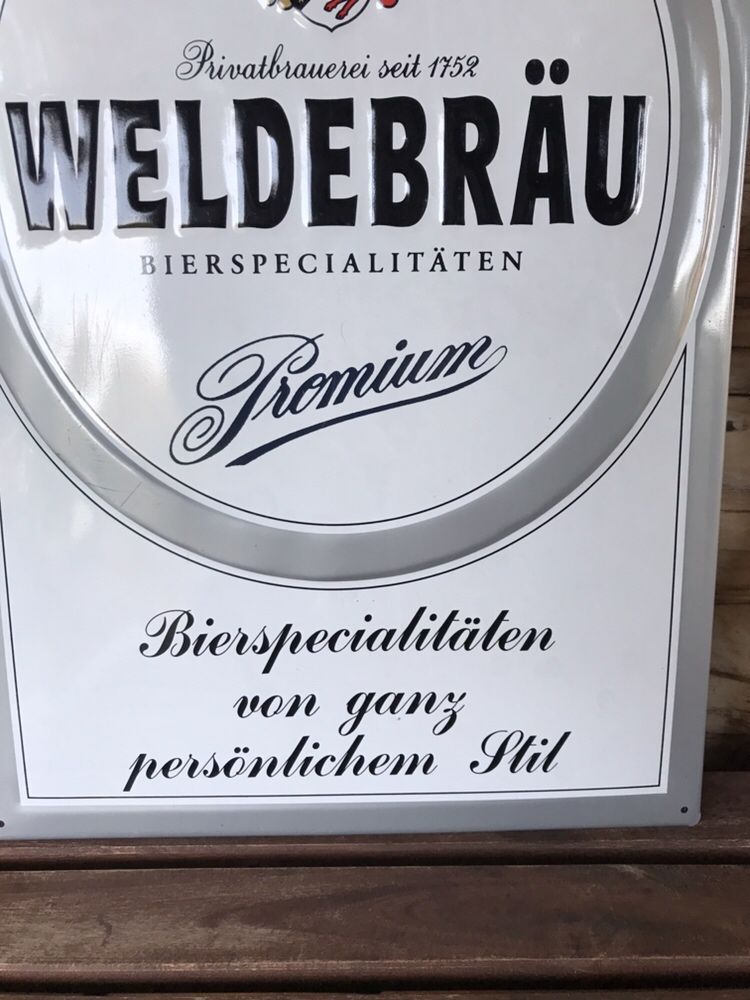 Privatbrauerei seit 1752
WELDEBRÄU
BIERSPECIALITÄTEN
Premium
Bierspecialitäten
von ganz
persönlichem Stil